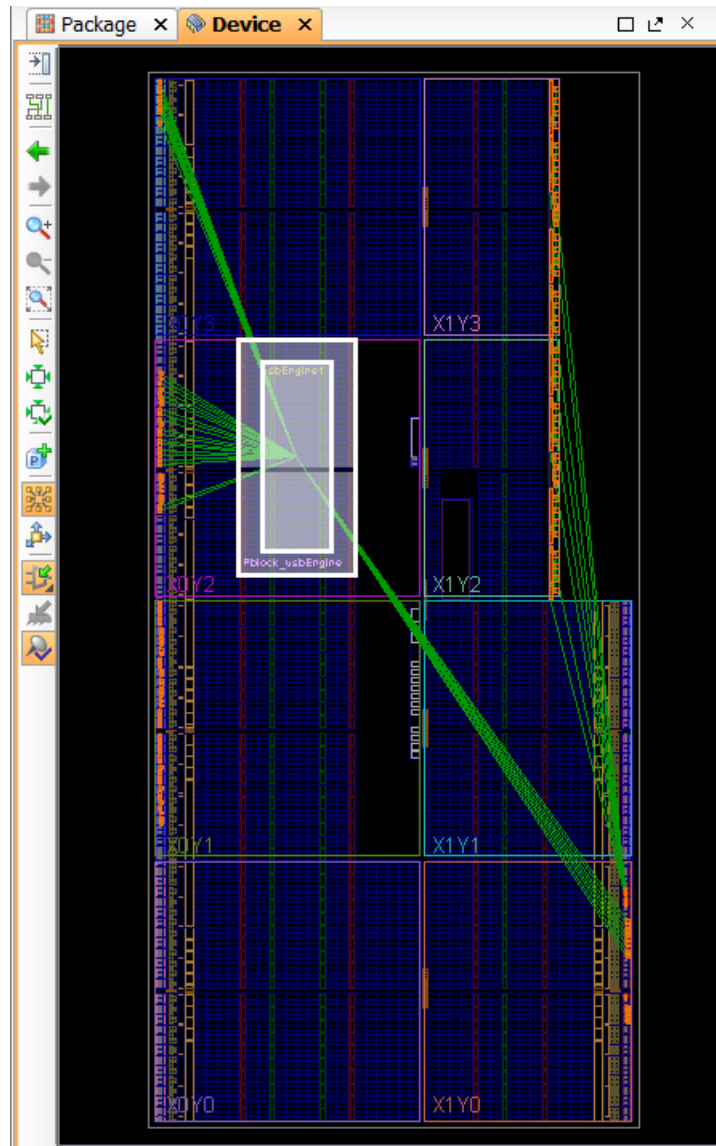 Package
Device
X0Y3
X1Y3
usbEngine1
Pblock_usbEngine
X0Y2
X1Y2
X0Y1
X1Y1
X0Y0
X1Y0